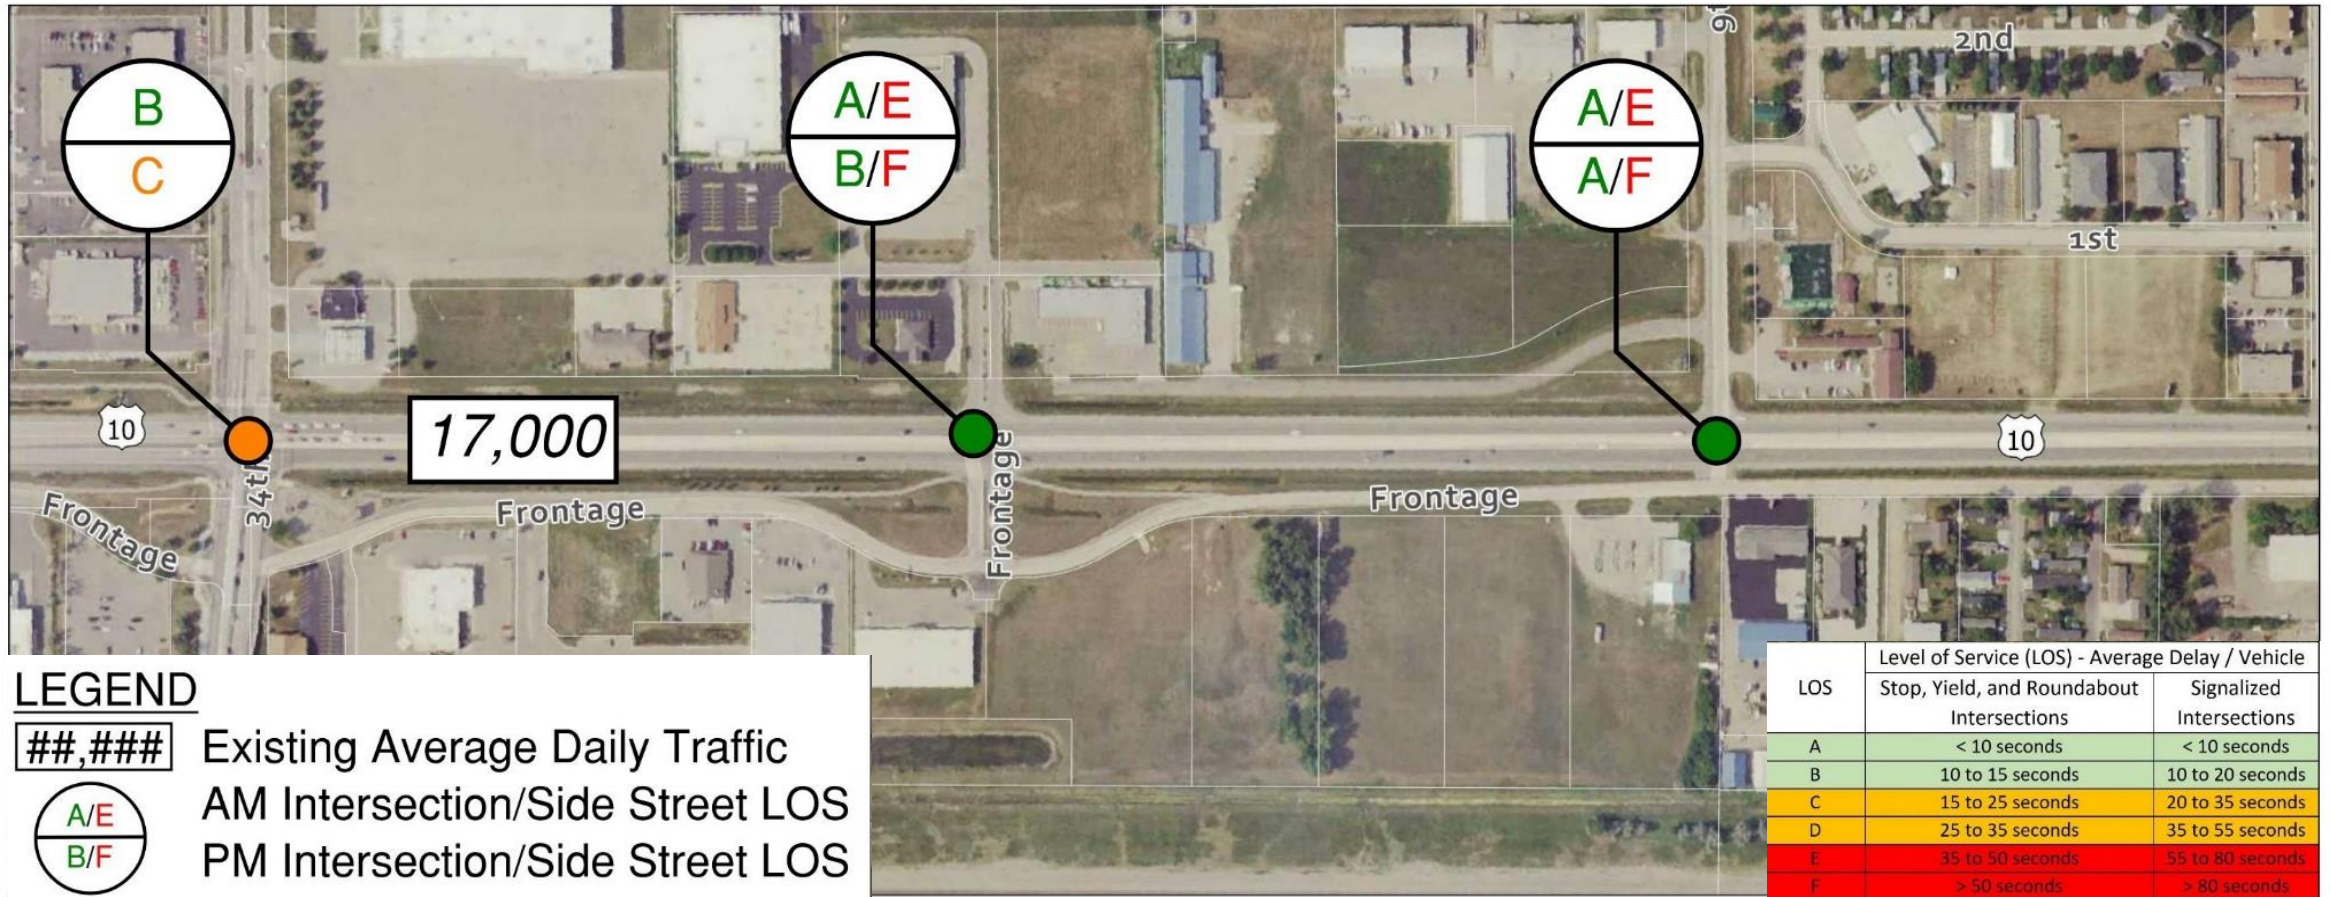 2nd
B
C
A/E
B/F
A/E
A/F
1st
10
17,000
10
34th
Frontage
Frontage
Frontage
Frontage
LEGEND
##,### Existing Average Daily Traffic
A/E
B/F
AM Intersection/Side Street LOS
PM Intersection/Side Street LOS
LOS
Level of Service (LOS) - Average Delay / Vehicle
Stop, Yield, and Roundabout Intersections
Signalized Intersections
A < 10 seconds < 10 seconds
B 10 to 15 seconds 10 to 20 seconds
C 15 to 25 seconds 20 to 35 seconds
D 25 to 35 seconds 35 to 55 seconds
E 35 to 50 seconds 55 to 80 seconds
F > 50 seconds > 80 seconds